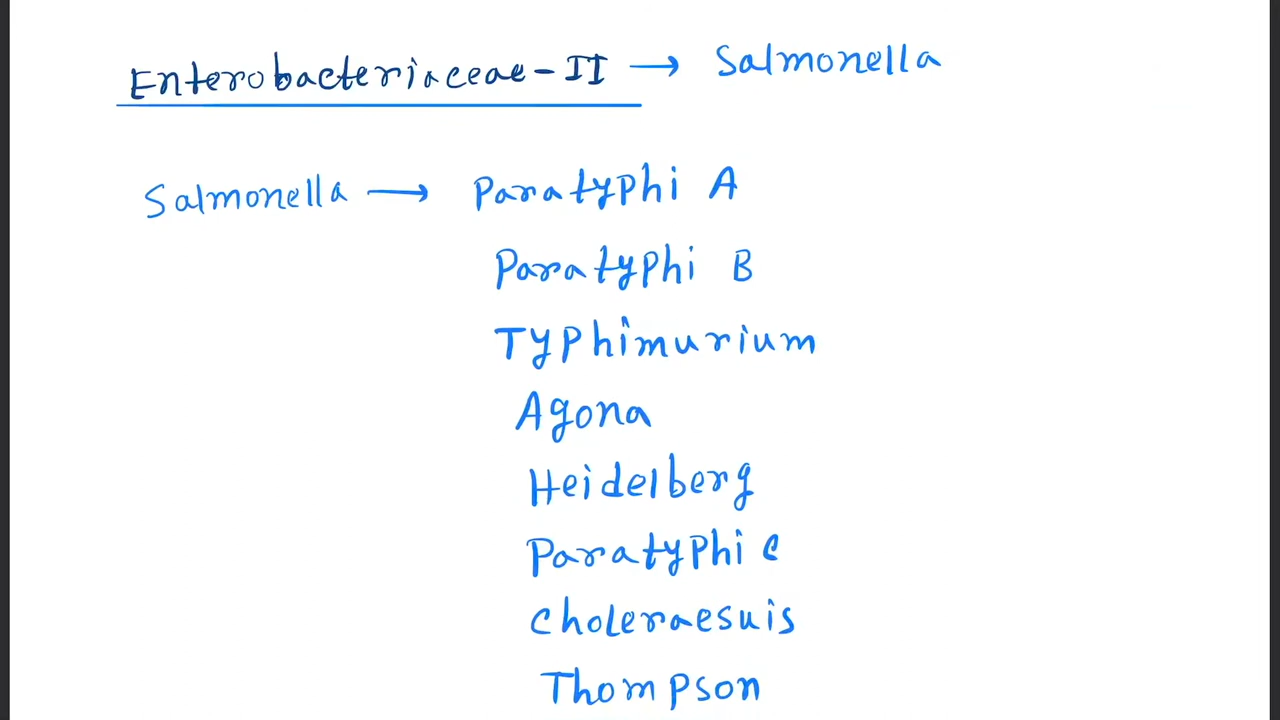 Enterobacteriaceae-II → Salmonella
Salmonella → Paratyphi A
Paratyphi B
Typhimurium
Agona
Heidelberg
Paratyphi C
Choleraesuis
Thompson